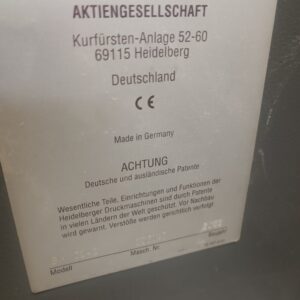 AKTIENGESELLSCHAFT
Kurfürsten-Anlage 52-60
69115 Heidelberg
Deutschland
CE
Made in Germany
ACHTUNG
Deutsche und ausländische Patente
Wesentliche Teile, Einrichtungen und Funktionen der
Heidelberger Druckmaschinen sind durch Patente
in vielen Ländern der Welt geschützt. Vor Nachbau
wird gewarnt. Verstöße werden gerichtlich verfolgt.
Modell Masch. Nr. Baujahr